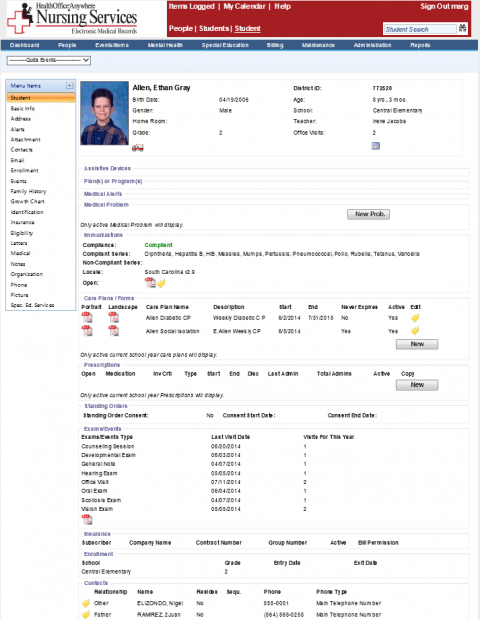 HealthOfficeAnywhere
Nursing Services
Electronic Medical Records
Items Logged | My Calendar | Help
Sign Out marg
People | Students | Student
Student Search
Dashboard People Events/Items Mental Health Special Education Billing Maintenance Administration Reports
---------Quick Events---------
Menu Items
Student
Basic Info
Address
Alerts
Attachment
Contacts
Email
Enrollment
Events
Family History
Growth Chart
Identification
Insurance
Eligibility
Letters
Medical
Notes
Organization
Phone
Picture
Spec. Ed. Services
Allen, Ethan Gray District ID: 772520
Birth Date: 04/19/2006 Age: 8 yrs., 3 mos.
Gender: Male School: Central Elementary
Home Room: Teacher: Irene Jacobs
Grade: 2 Office Visits: 2
Assistive Devices
Plan(s) or Program(s)
Medical Alerts
Medical Problem
New Prob.
Only active Medical Problem will display.
Immunizations
Compliance: Compliant
Compliant Series: Diphtheria, Hepatitis B, HIB, Measles, Mumps, Pertussis, Pneumococcal, Polio, Rubella, Tetanus, Varicella
Non-Compliant Series:
Locale: South Carolina v2.9
Open:
Care Plans / Forms
Portrait Landscape Care Plan Name Description Start End Never Expires Active Edit
Allen Diabetic CP Weekly Diabetic C P 6/2/2014 7/31/2015 No Yes
Allen Social Isolation E.Allen Weekly CP 6/5/2014 Yes Yes
New
Only active current school year care plans will display.
Prescriptions
Open Medication Inv Crtl Type Start End Disc Last Admin Total Admins Active Copy
New
Only active current school year Prescriptions will display.
Standing Orders
Standing Order Consent: No Consent Start Date: Consent End Date:
Exams/Events
Exams/Events Type Last Visit Date Visits For This Year
Counseling Session 06/20/2014 1
Developmental Exam 06/03/2014 1
General Note 04/07/2014 1
Hearing Exam 05/05/2014 1
Office Visit 07/11/2014 2
Oral Exam 06/04/2014 1
Scoliosis Exam 04/07/2014 1
Vision Exam 05/05/2014 2
Insurance
Subscriber Company Name Contract Number Group Number Active Bill Permission
Enrollment
School Grade Entry Date Exit Date
Central Elementary 2
Contacts
Relationship Name Resides Sequ. Phone Phone Type
Other ELIZONDO, Nigel No 855-0001 Main Telephone Number
Father RAMIREZ, 2Juan No (864) 868-0258 Main Telephone Number